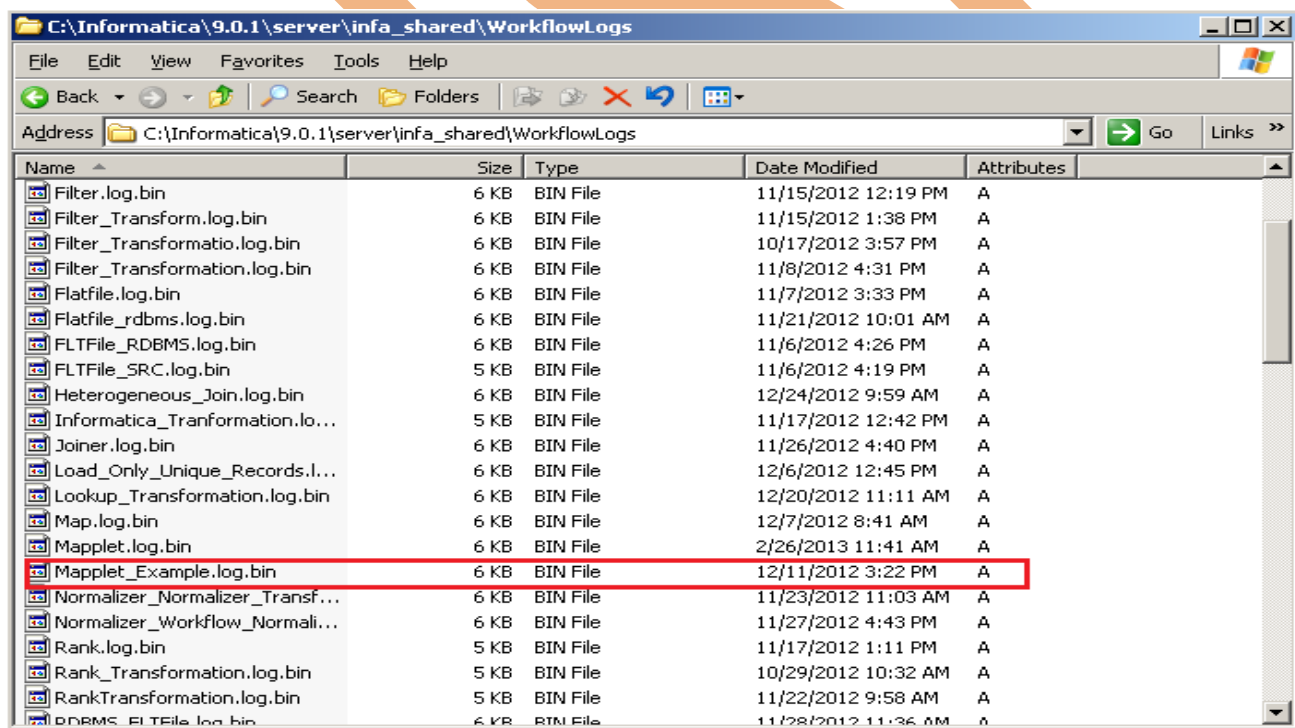 C:\Informatica\9.0.1\server\infa_shared\WorkflowLogs
File Edit View Favorites Tools Help
Back Search Folders
Address C:\Informatica\9.0.1\server\infa_shared\WorkflowLogs Go Links »
Name Size Type Date Modified Attributes
Filter.log.bin 6 KB BIN File 11/15/2012 12:19 PM A
Filter_Transform.log.bin 6 KB BIN File 11/15/2012 1:38 PM A
Filter_Transformatio.log.bin 6 KB BIN File 10/17/2012 3:57 PM A
Filter_Transformation.log.bin 6 KB BIN File 11/8/2012 4:31 PM A
Flatfile.log.bin 6 KB BIN File 11/7/2012 3:33 PM A
Flatfile_rdbms.log.bin 6 KB BIN File 11/21/2012 10:01 AM A
FLTFile_RDBMS.log.bin 6 KB BIN File 11/6/2012 4:26 PM A
FLTFile_SRC.log.bin 5 KB BIN File 11/6/2012 4:19 PM A
Heterogeneous_Join.log.bin 6 KB BIN File 12/24/2012 9:59 AM A
Informatica_Tranformation.lo... 5 KB BIN File 11/17/2012 12:42 PM A
Joiner.log.bin 6 KB BIN File 11/26/2012 4:40 PM A
Load_Only_Unique_Records.l... 6 KB BIN File 12/6/2012 12:45 PM A
Lookup_Transformation.log.bin 6 KB BIN File 12/20/2012 11:11 AM A
Map.log.bin 6 KB BIN File 12/7/2012 8:41 AM A
Mapplet.log.bin 6 KB BIN File 2/26/2013 11:41 AM A
Mapplet_Example.log.bin 6 KB BIN File 12/11/2012 3:22 PM A
Normalizer_Normalizer_Transf... 6 KB BIN File 11/23/2012 11:03 AM A
Normalizer_Workflow_Normali... 6 KB BIN File 11/27/2012 4:43 PM A
Rank.log.bin 5 KB BIN File 11/17/2012 1:11 PM A
Rank_Transformation.log.bin 5 KB BIN File 10/29/2012 10:32 AM A
RankTransformation.log.bin 5 KB BIN File 11/22/2012 9:58 AM A
RDBMS_FLTFile.log.bin 6 KB BIN File 11/28/2012 11:36 AM A